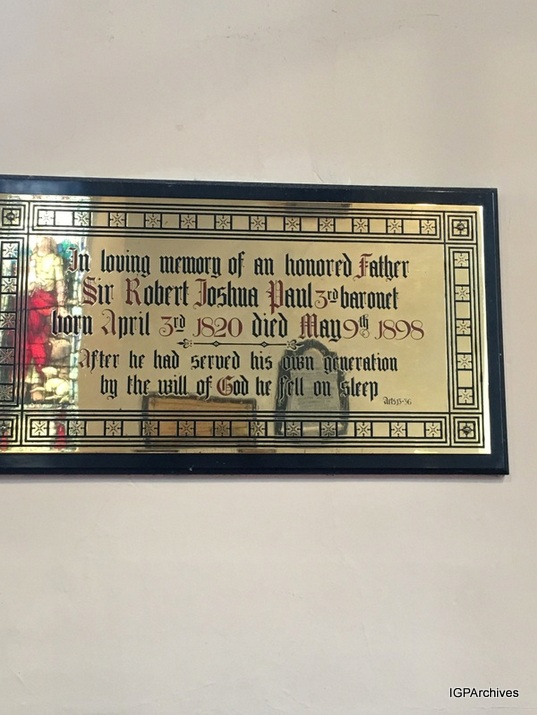 In loving memory of an honored Father
Sir Robert Joshua Paul 3rd baronet
born April 3rd 1820 died May 9th 1898
After he had served his own generation
by the will of God he fell on sleep
Acts 13-36
IGPArchives